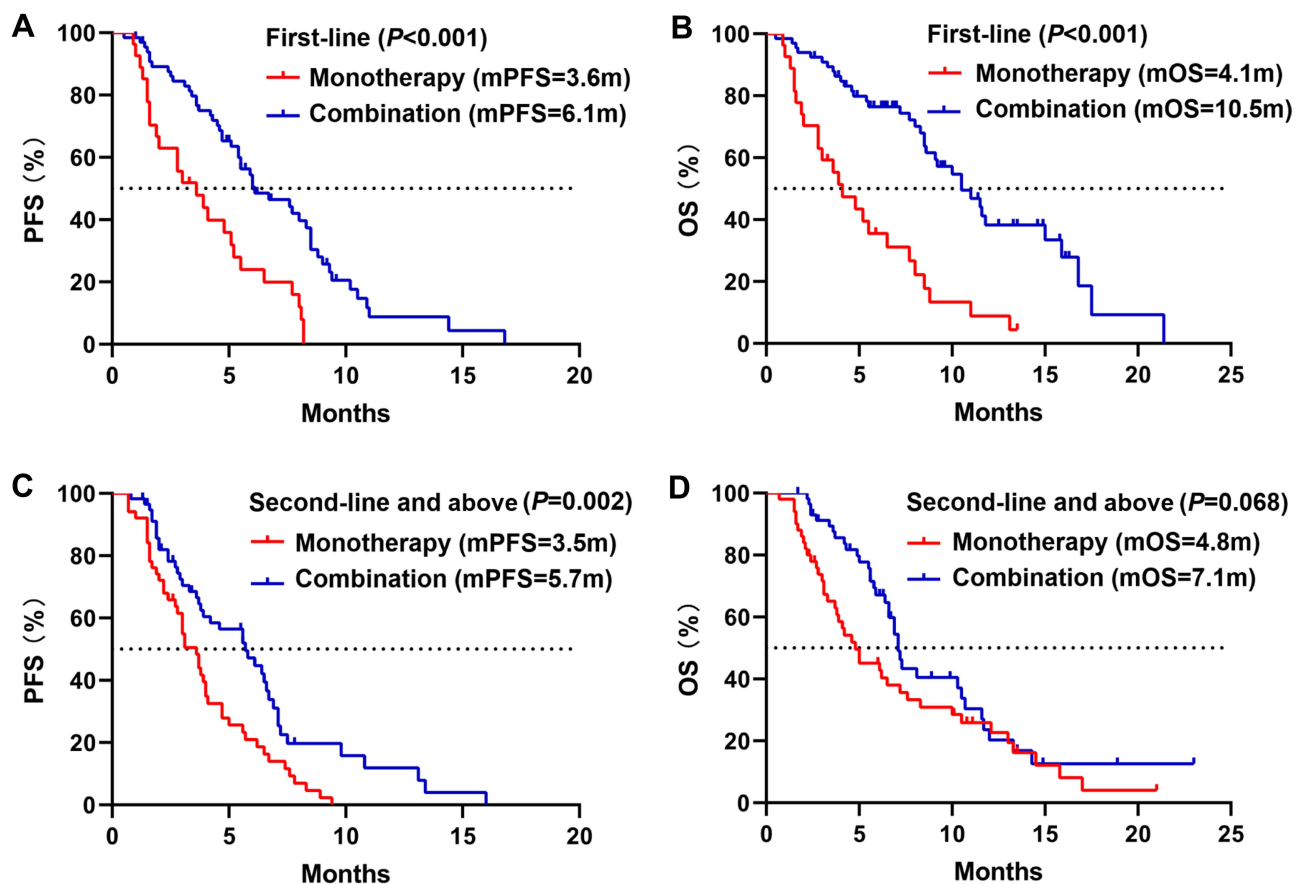 A
First-line (P<0.001)
Monotherapy (mPFS=3.6m)
Combination (mPFS=6.1m)
PFS（%）
100
80
60
40
20
0
0 5 10 15 20
Months
B
First-line (P<0.001)
Monotherapy (mOS=4.1m)
Combination (mOS=10.5m)
OS（%）
100
80
60
40
20
0
0 5 10 15 20 25
Months
C
Second-line and above (P=0.002)
Monotherapy (mPFS=3.5m)
Combination (mPFS=5.7m)
PFS（%）
100
80
60
40
20
0
0 5 10 15 20
Months
D
Second-line and above (P=0.068)
Monotherapy (mOS=4.8m)
Combination (mOS=7.1m)
OS（%）
100
80
60
40
20
0
0 5 10 15 20 25
Months